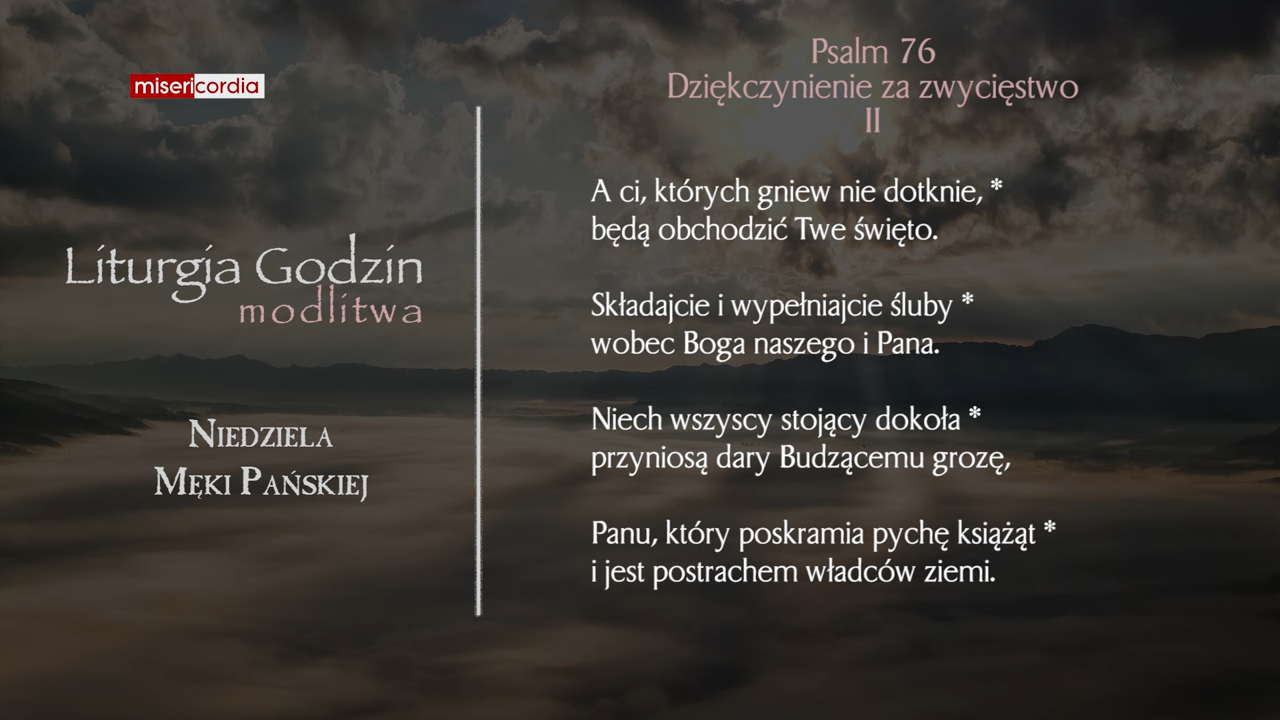 misericordia
Liturgia Godzin
modlitwa
Niedziela
Męki Pańskiej
Psalm 76
Dziękczynienie za zwycięstwo
II
A ci, których gniew nie dotknie, *
będą obchodzić Twe święto.
Składajcie i wypełniajcie śluby *
wobec Boga naszego i Pana.
Niech wszyscy stojący dokoła *
przyniosą dary Budzącemu grozę,
Panu, który poskramia pychę książąt *
i jest postrachem władców ziemi.